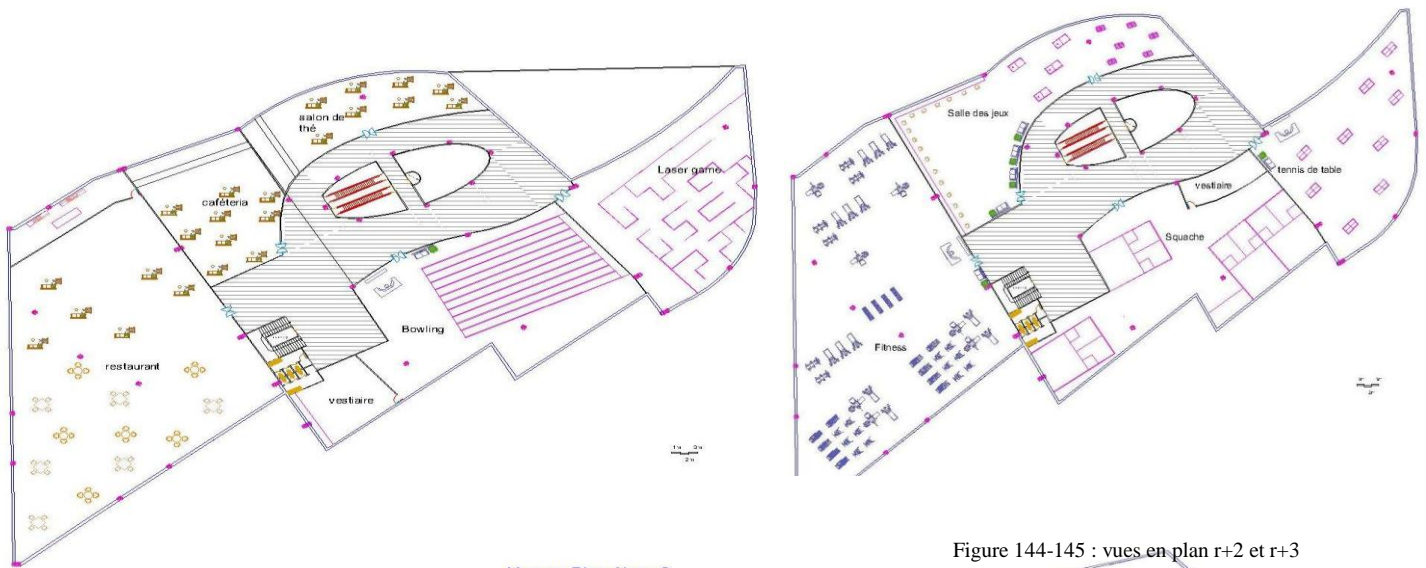 salon de
thé
caféteria
Laser game
Bowling
restaurant
vestiaire
Salle des jeux
tennis de table
vestiaire
Squache
Fitness
Figure 144-145 : vues en plan r+2 et r+3